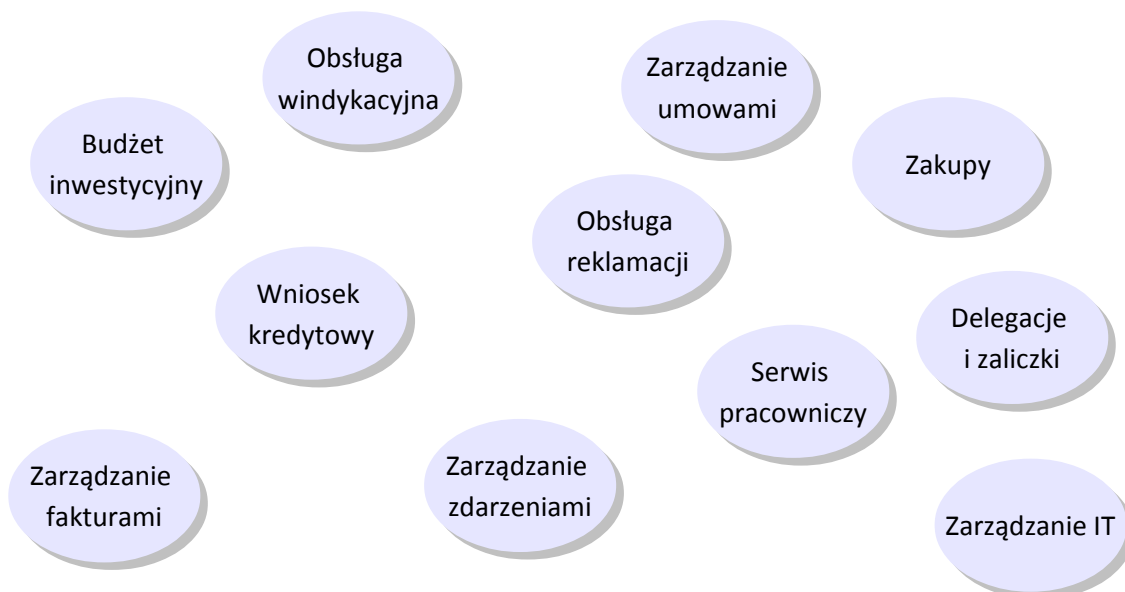 Obsługa
windykacyjna
Zarządzanie
umowami
Budżet
inwestycyjny
Zakupy
Obsługa
reklamacji
Wniosek
kredytowy
Delegacje
i zaliczki
Serwis
pracowniczy
Zarządzanie
fakturami
Zarządzanie
zdarzeniami
Zarządzanie IT